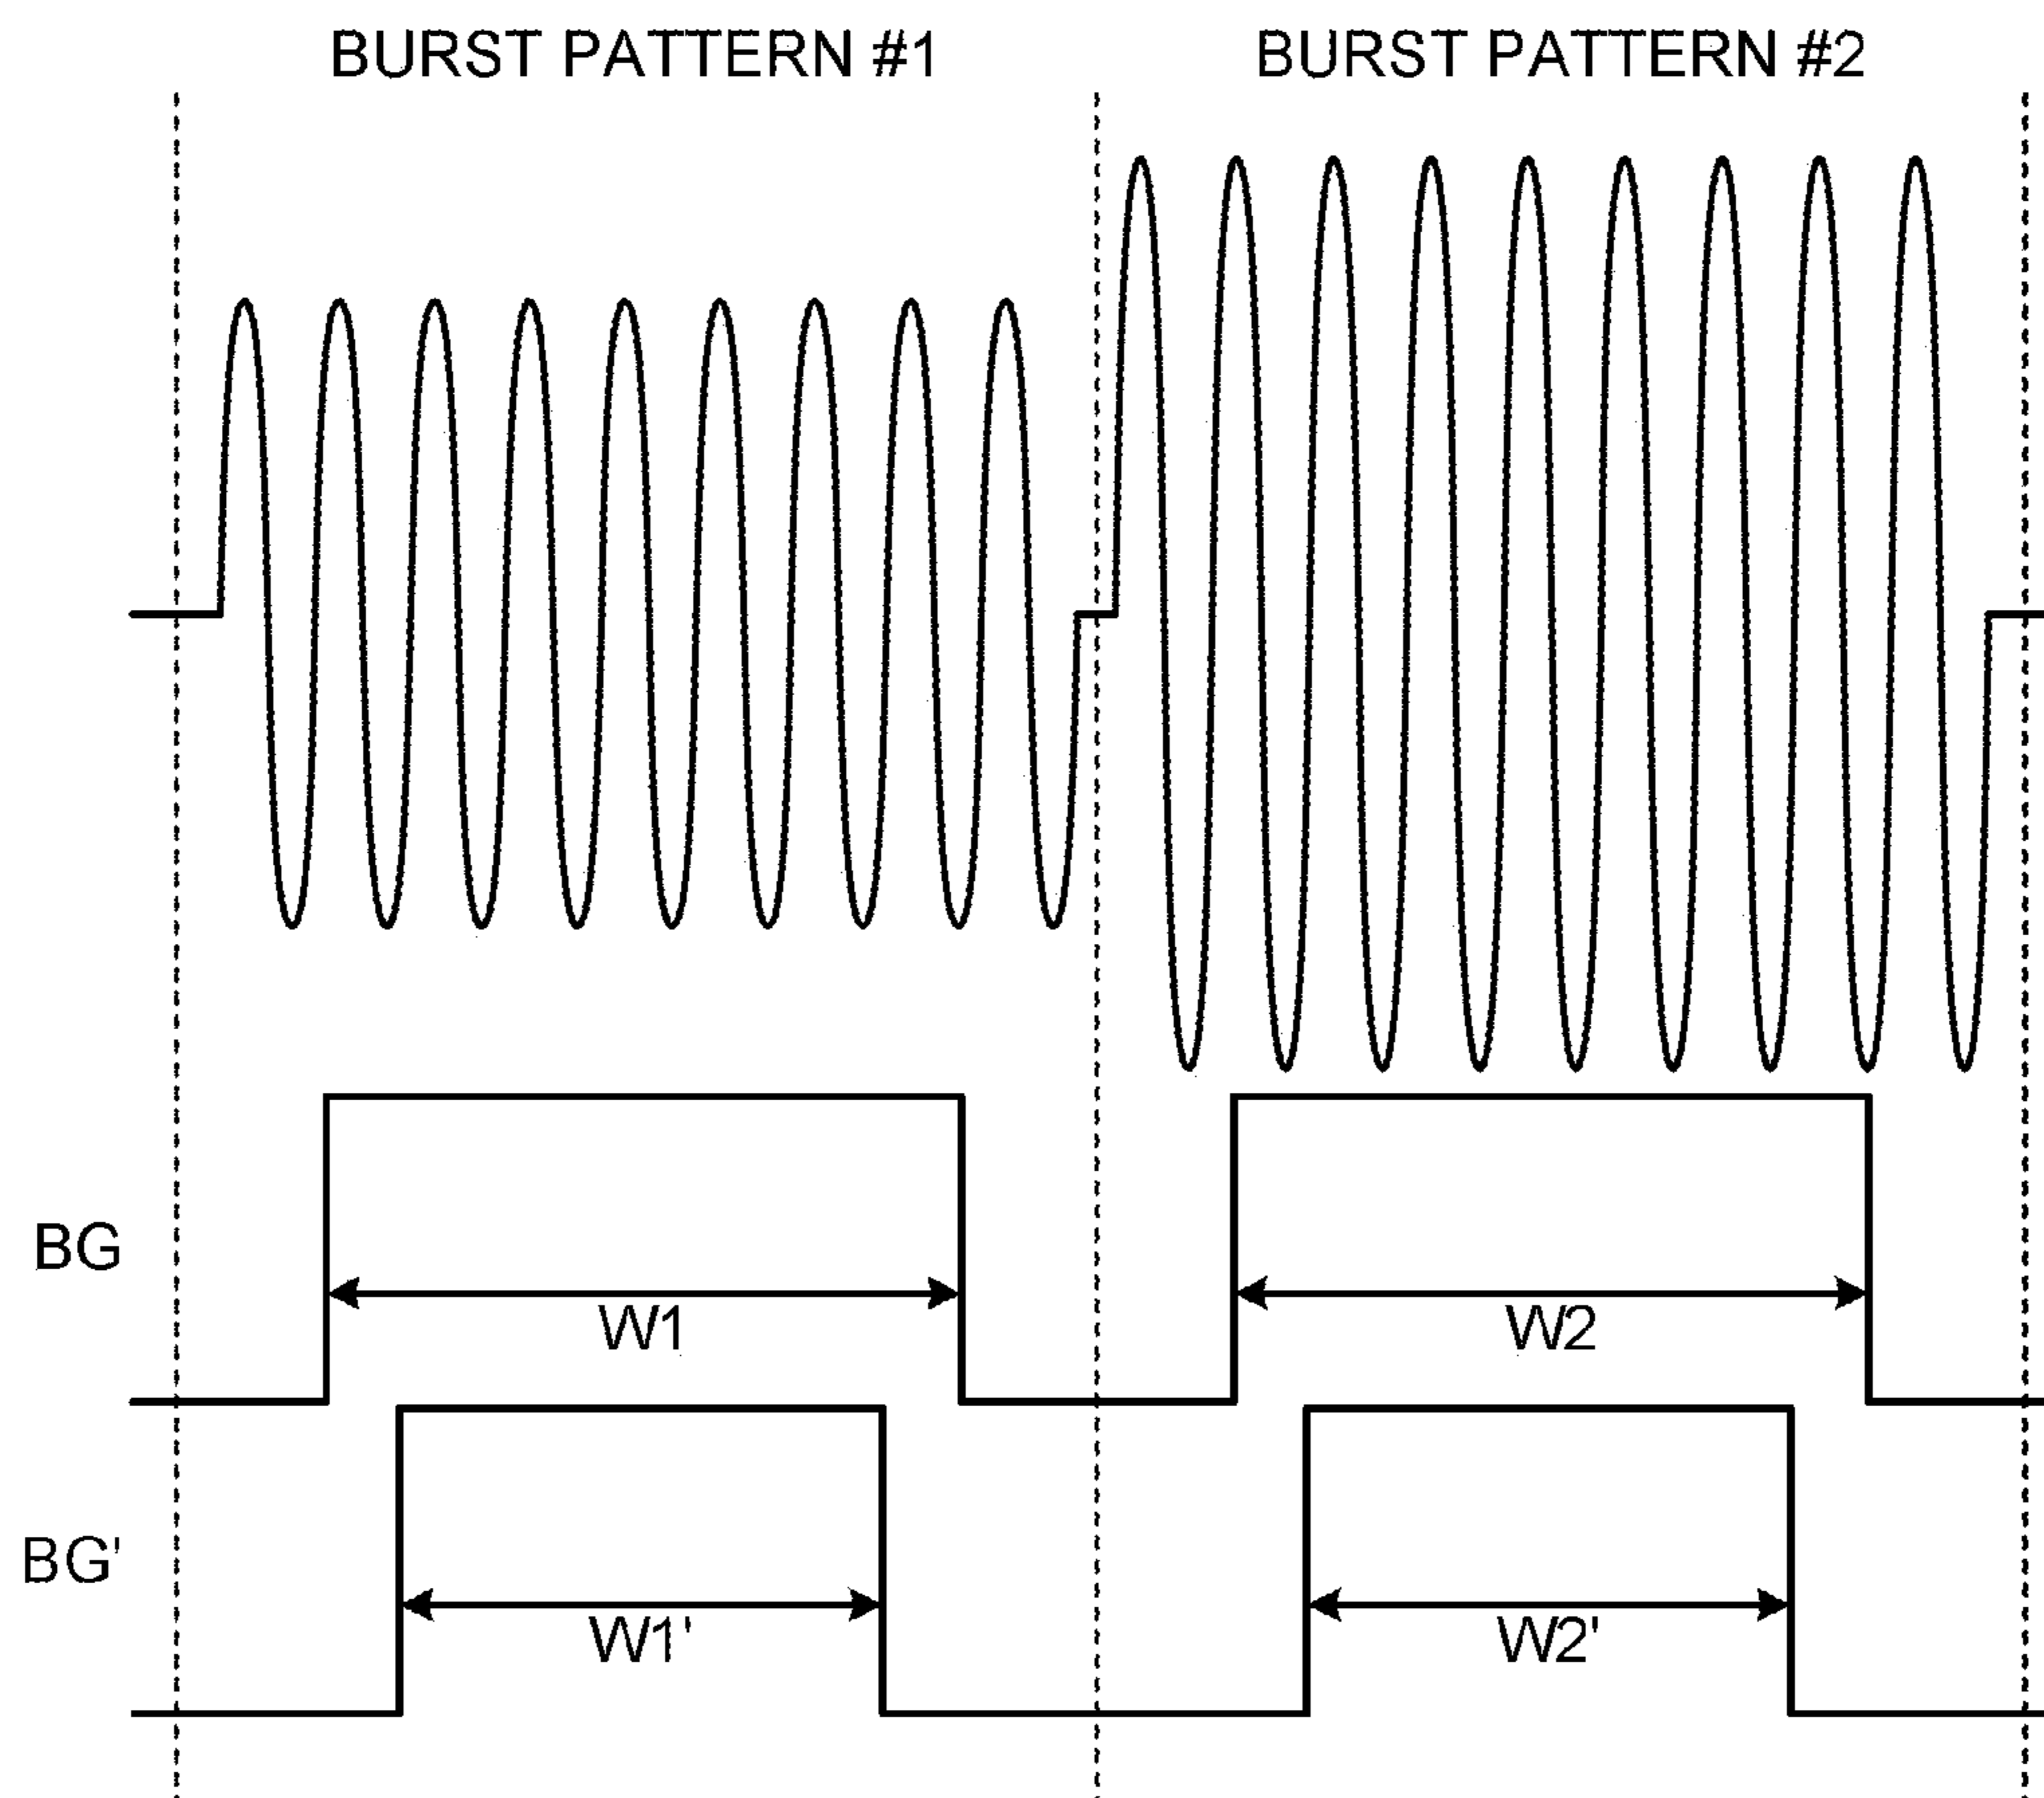 BURST PATTERN #1
BURST PATTERN #2
BG
W1
W2
BG'
W1'
W2'